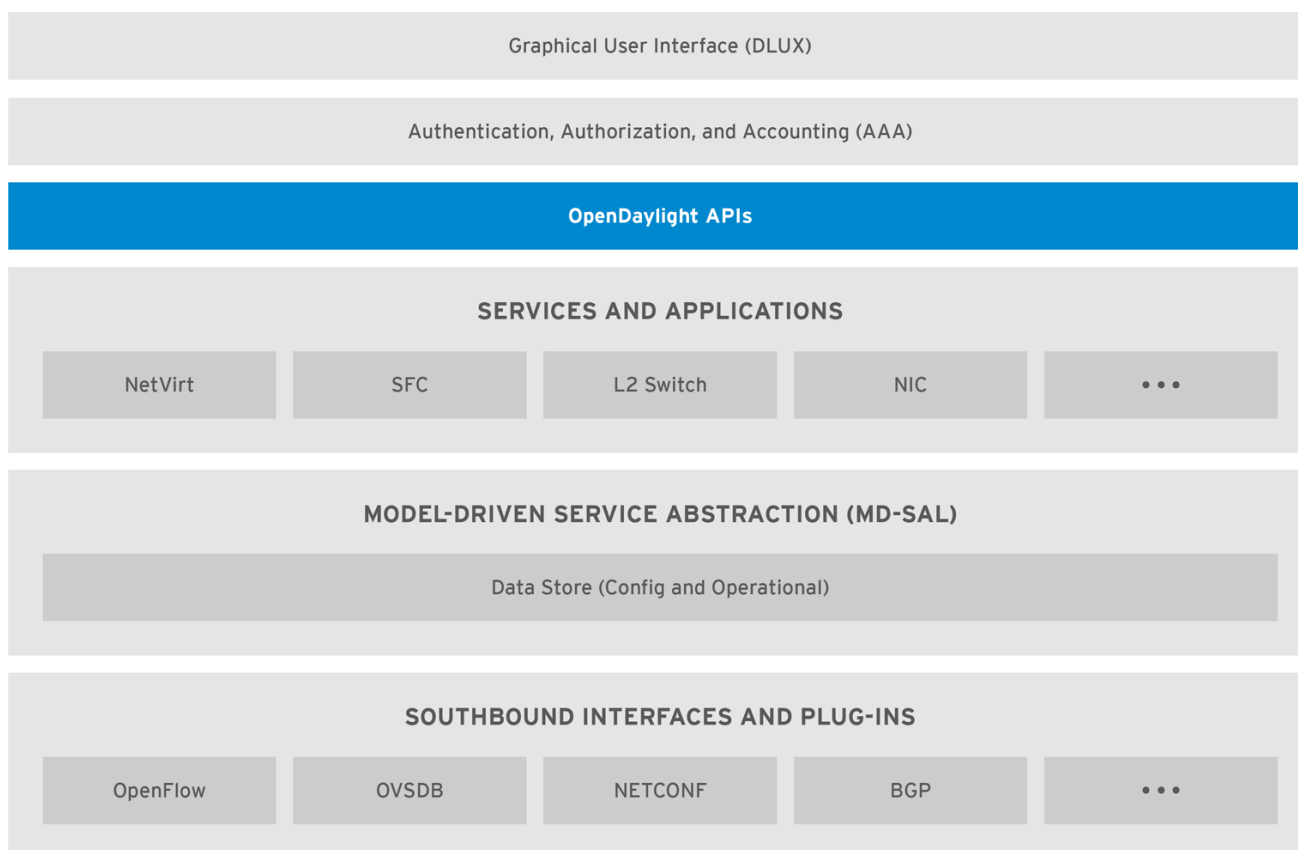 Graphical User Interface (DLUX)
Authentication, Authorization, and Accounting (AAA)
OpenDaylight APIs
SERVICES AND APPLICATIONS
NetVirt
SFC
L2 Switch
NIC
•••
MODEL-DRIVEN SERVICE ABSTRACTION (MD-SAL)
Data Store (Config and Operational)
SOUTHBOUND INTERFACES AND PLUG-INS
OpenFlow
OVSDB
NETCONF
BGP
•••